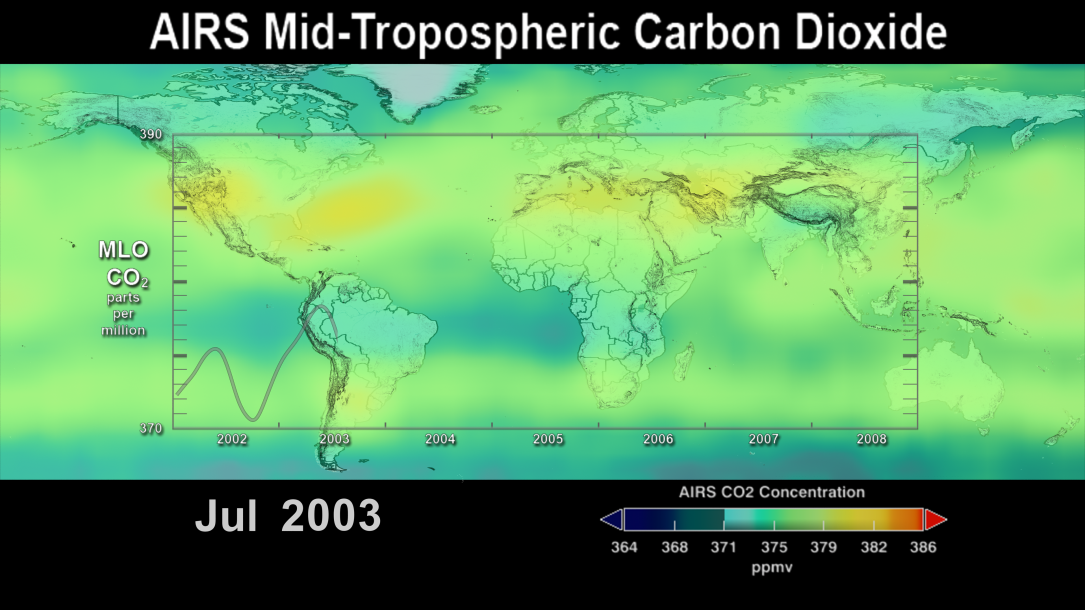 AIRS Mid-Tropospheric Carbon Dioxide
390
MLO
CO2
parts
per
million
370
2002 2003 2004 2005 2006 2007 2008
Jul 2003
AIRS CO2 Concentration
364 368 371 375 379 382 386
ppmv